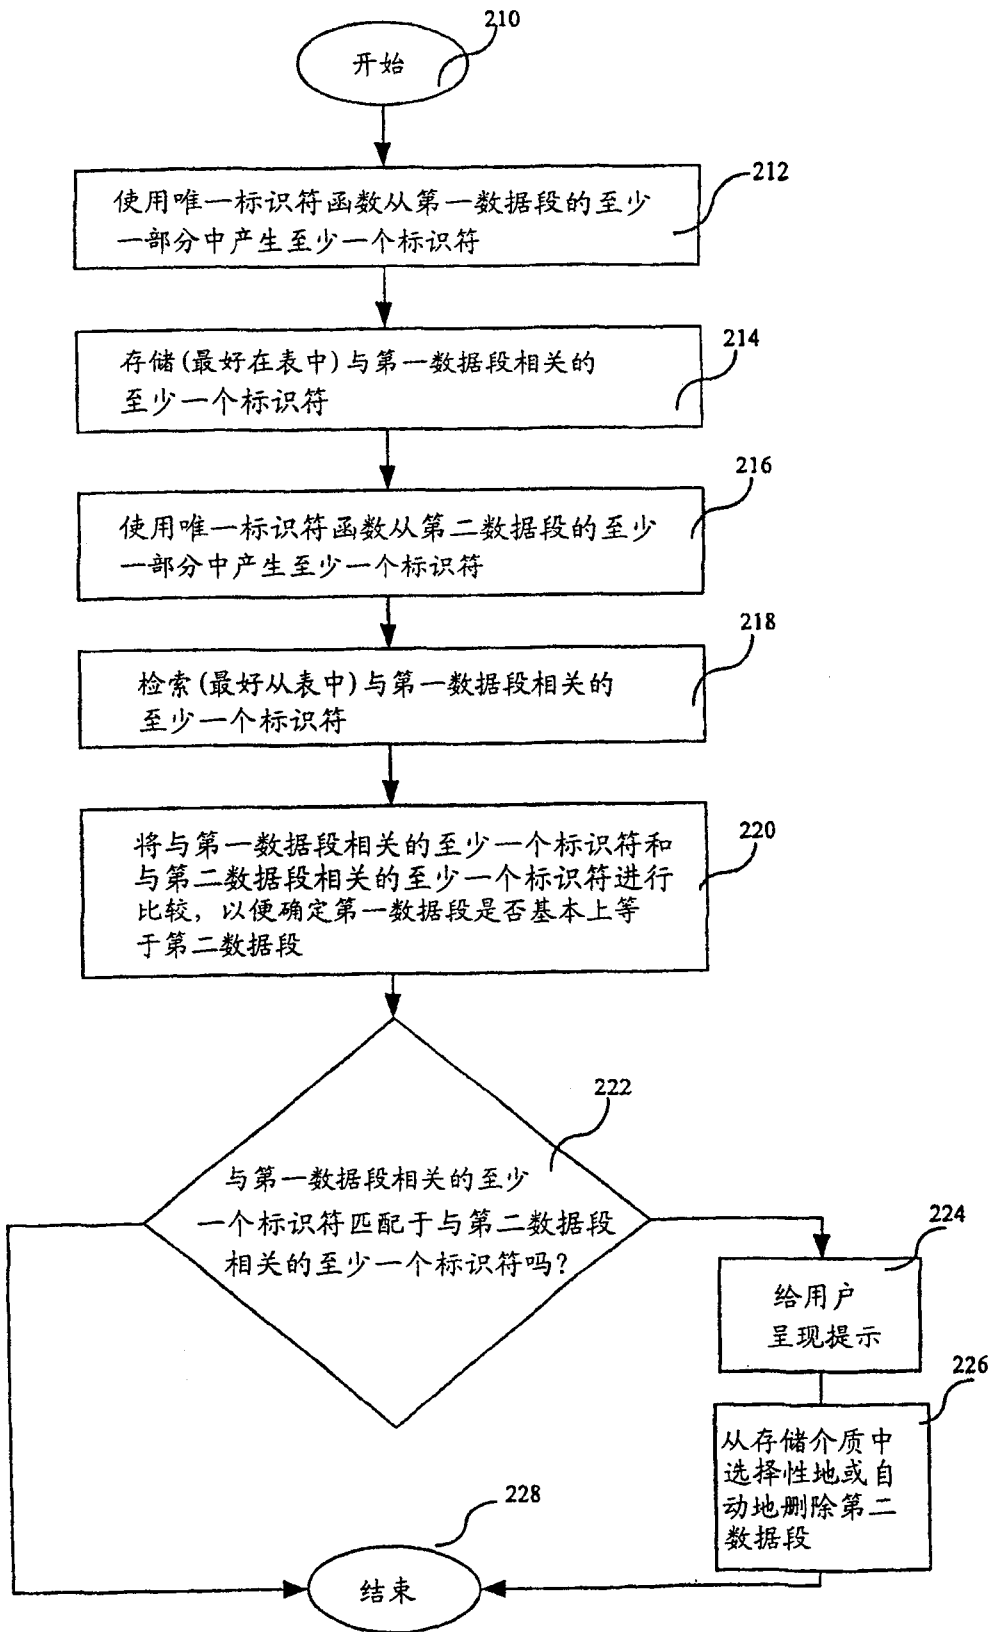 210
开始
212
使用唯一标识符函数从第一数据段的至少
一部分中产生至少一个标识符
214
存储(最好在表中)与第一数据段相关的
至少一个标识符
216
使用唯一标识符函数从第二数据段的至少
一部分中产生至少一个标识符
218
检索(最好从表中)与第一数据段相关的
至少一个标识符
220
将与第一数据段相关的至少一个标识符和
与第二数据段相关的至少一个标识符进行
比较，以便确定第一数据段是否基本上等
于第二数据段
222
与第一数据段相关的至少
一个标识符匹配于与第二数据段
相关的至少一个标识符吗?
224
给用户
呈现提示
226
从存储介质中
选择性地或自
动地删除第二
数据段
228
结束